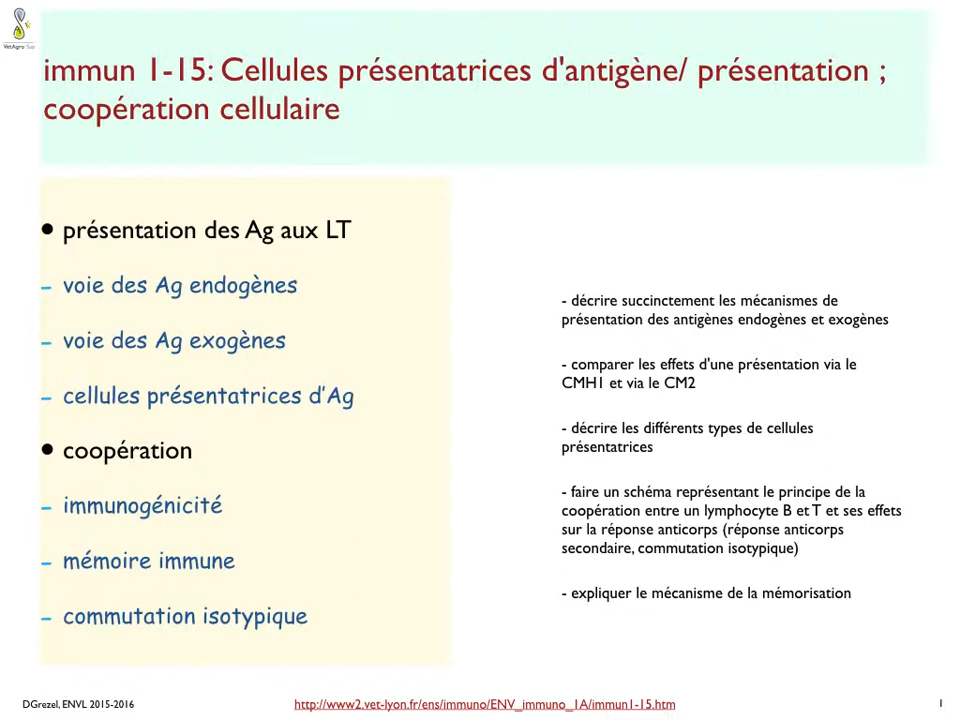 VetAgro Sup
immun 1-15: Cellules présentatrices d'antigène/ présentation ;
coopération cellulaire
• présentation des Ag aux LT
- voie des Ag endogènes
- voie des Ag exogènes
- cellules présentatrices d’Ag
• coopération
- immunogénicité
- mémoire immune
- commutation isotypique
- décrire succinctement les mécanismes de
présentation des antigènes endogènes et exogènes
- comparer les effets d'une présentation via le
CMH1 et via le CM2
- décrire les différents types de cellules
présentatrices
- faire un schéma représentant le principe de la
coopération entre un lymphocyte B et T et ses effets
sur la réponse anticorps (réponse anticorps
secondaire, commutation isotypique)
- expliquer le mécanisme de la mémorisation
DGrezel, ENVL 2015-2016
http://www2.vet-lyon.fr/ens/immuno/ENV_immuno_1A/immun1-15.htm
1